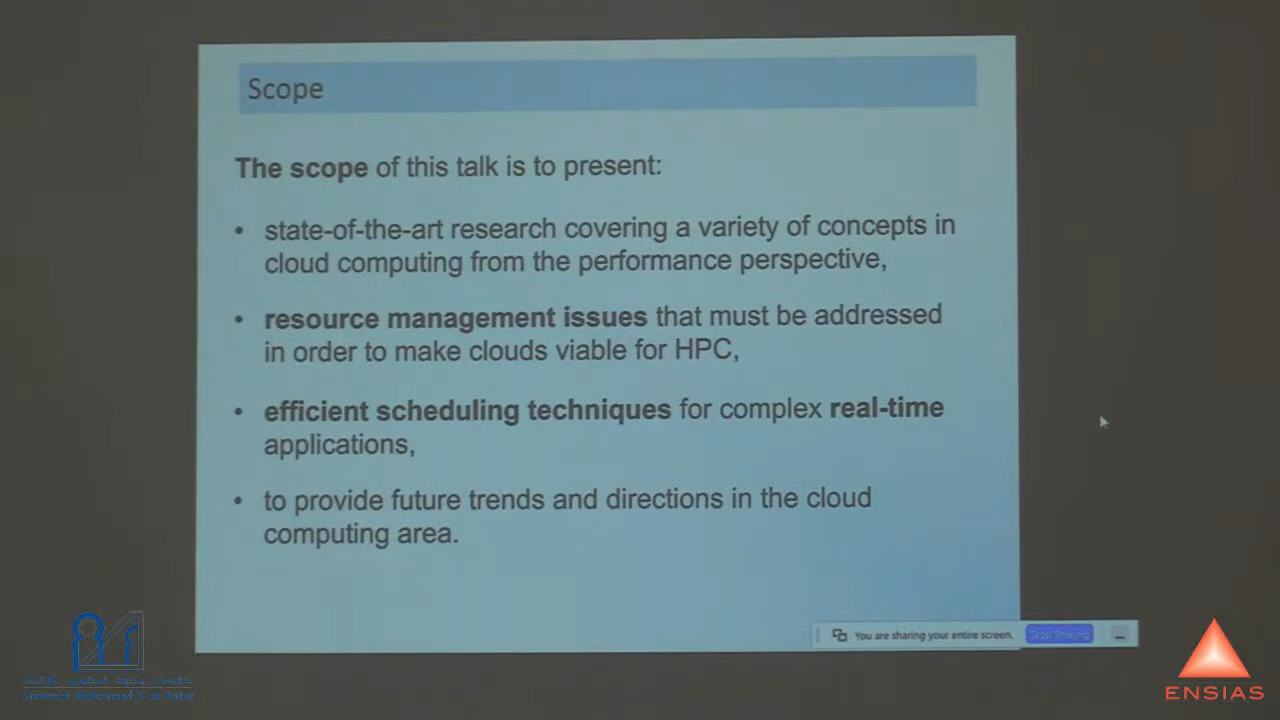 Scope
The scope of this talk is to present:
• state-of-the-art research covering a variety of concepts in
cloud computing from the performance perspective,
• resource management issues that must be addressed
in order to make clouds viable for HPC,
• efficient scheduling techniques for complex real-time
applications,
• to provide future trends and directions in the cloud
computing area.
You are sharing your entire screen.
Stop Sharing
ENSIAS